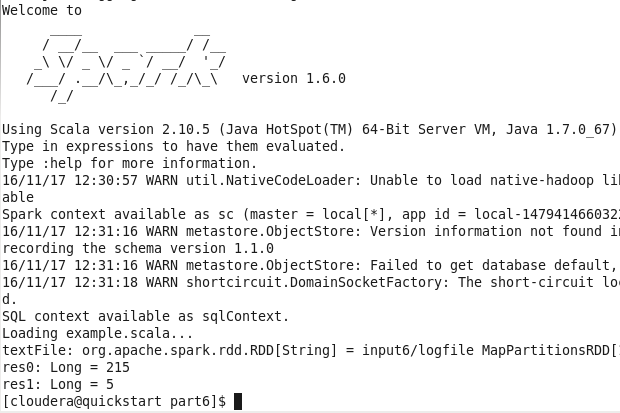 Welcome to
      ____              __
     / __/__  ___ _____/ /__
    _\ \/ _ \/ _ `/ __/  '_/
   /___/ .__/\_,_/_/ /_/\_\   version 1.6.0
      /_/
Using Scala version 2.10.5 (Java HotSpot(TM) 64-Bit Server VM, Java 1.7.0_67)
Type in expressions to have them evaluated.
Type :help for more information.
16/11/17 12:30:57 WARN util.NativeCodeLoader: Unable to load native-hadoop
able
Spark context available as sc (master = local[*], app id = local-1479414660322
16/11/17 12:31:16 WARN metastore.ObjectStore: Version information not found in
recording the schema version 1.1.0
16/11/17 12:31:16 WARN metastore.ObjectStore: Failed to get database default,
16/11/17 12:31:18 WARN shortcircuit.DomainSocketFactory: The short-circuit
d.
SQL context available as sqlContext.
Loading example.scala...
textFile: org.apache.spark.rdd.RDD[String] = input6/logfile MapPartitionsRDD[
res0: Long = 215
res1: Long = 5
[cloudera@quickstart part6]$